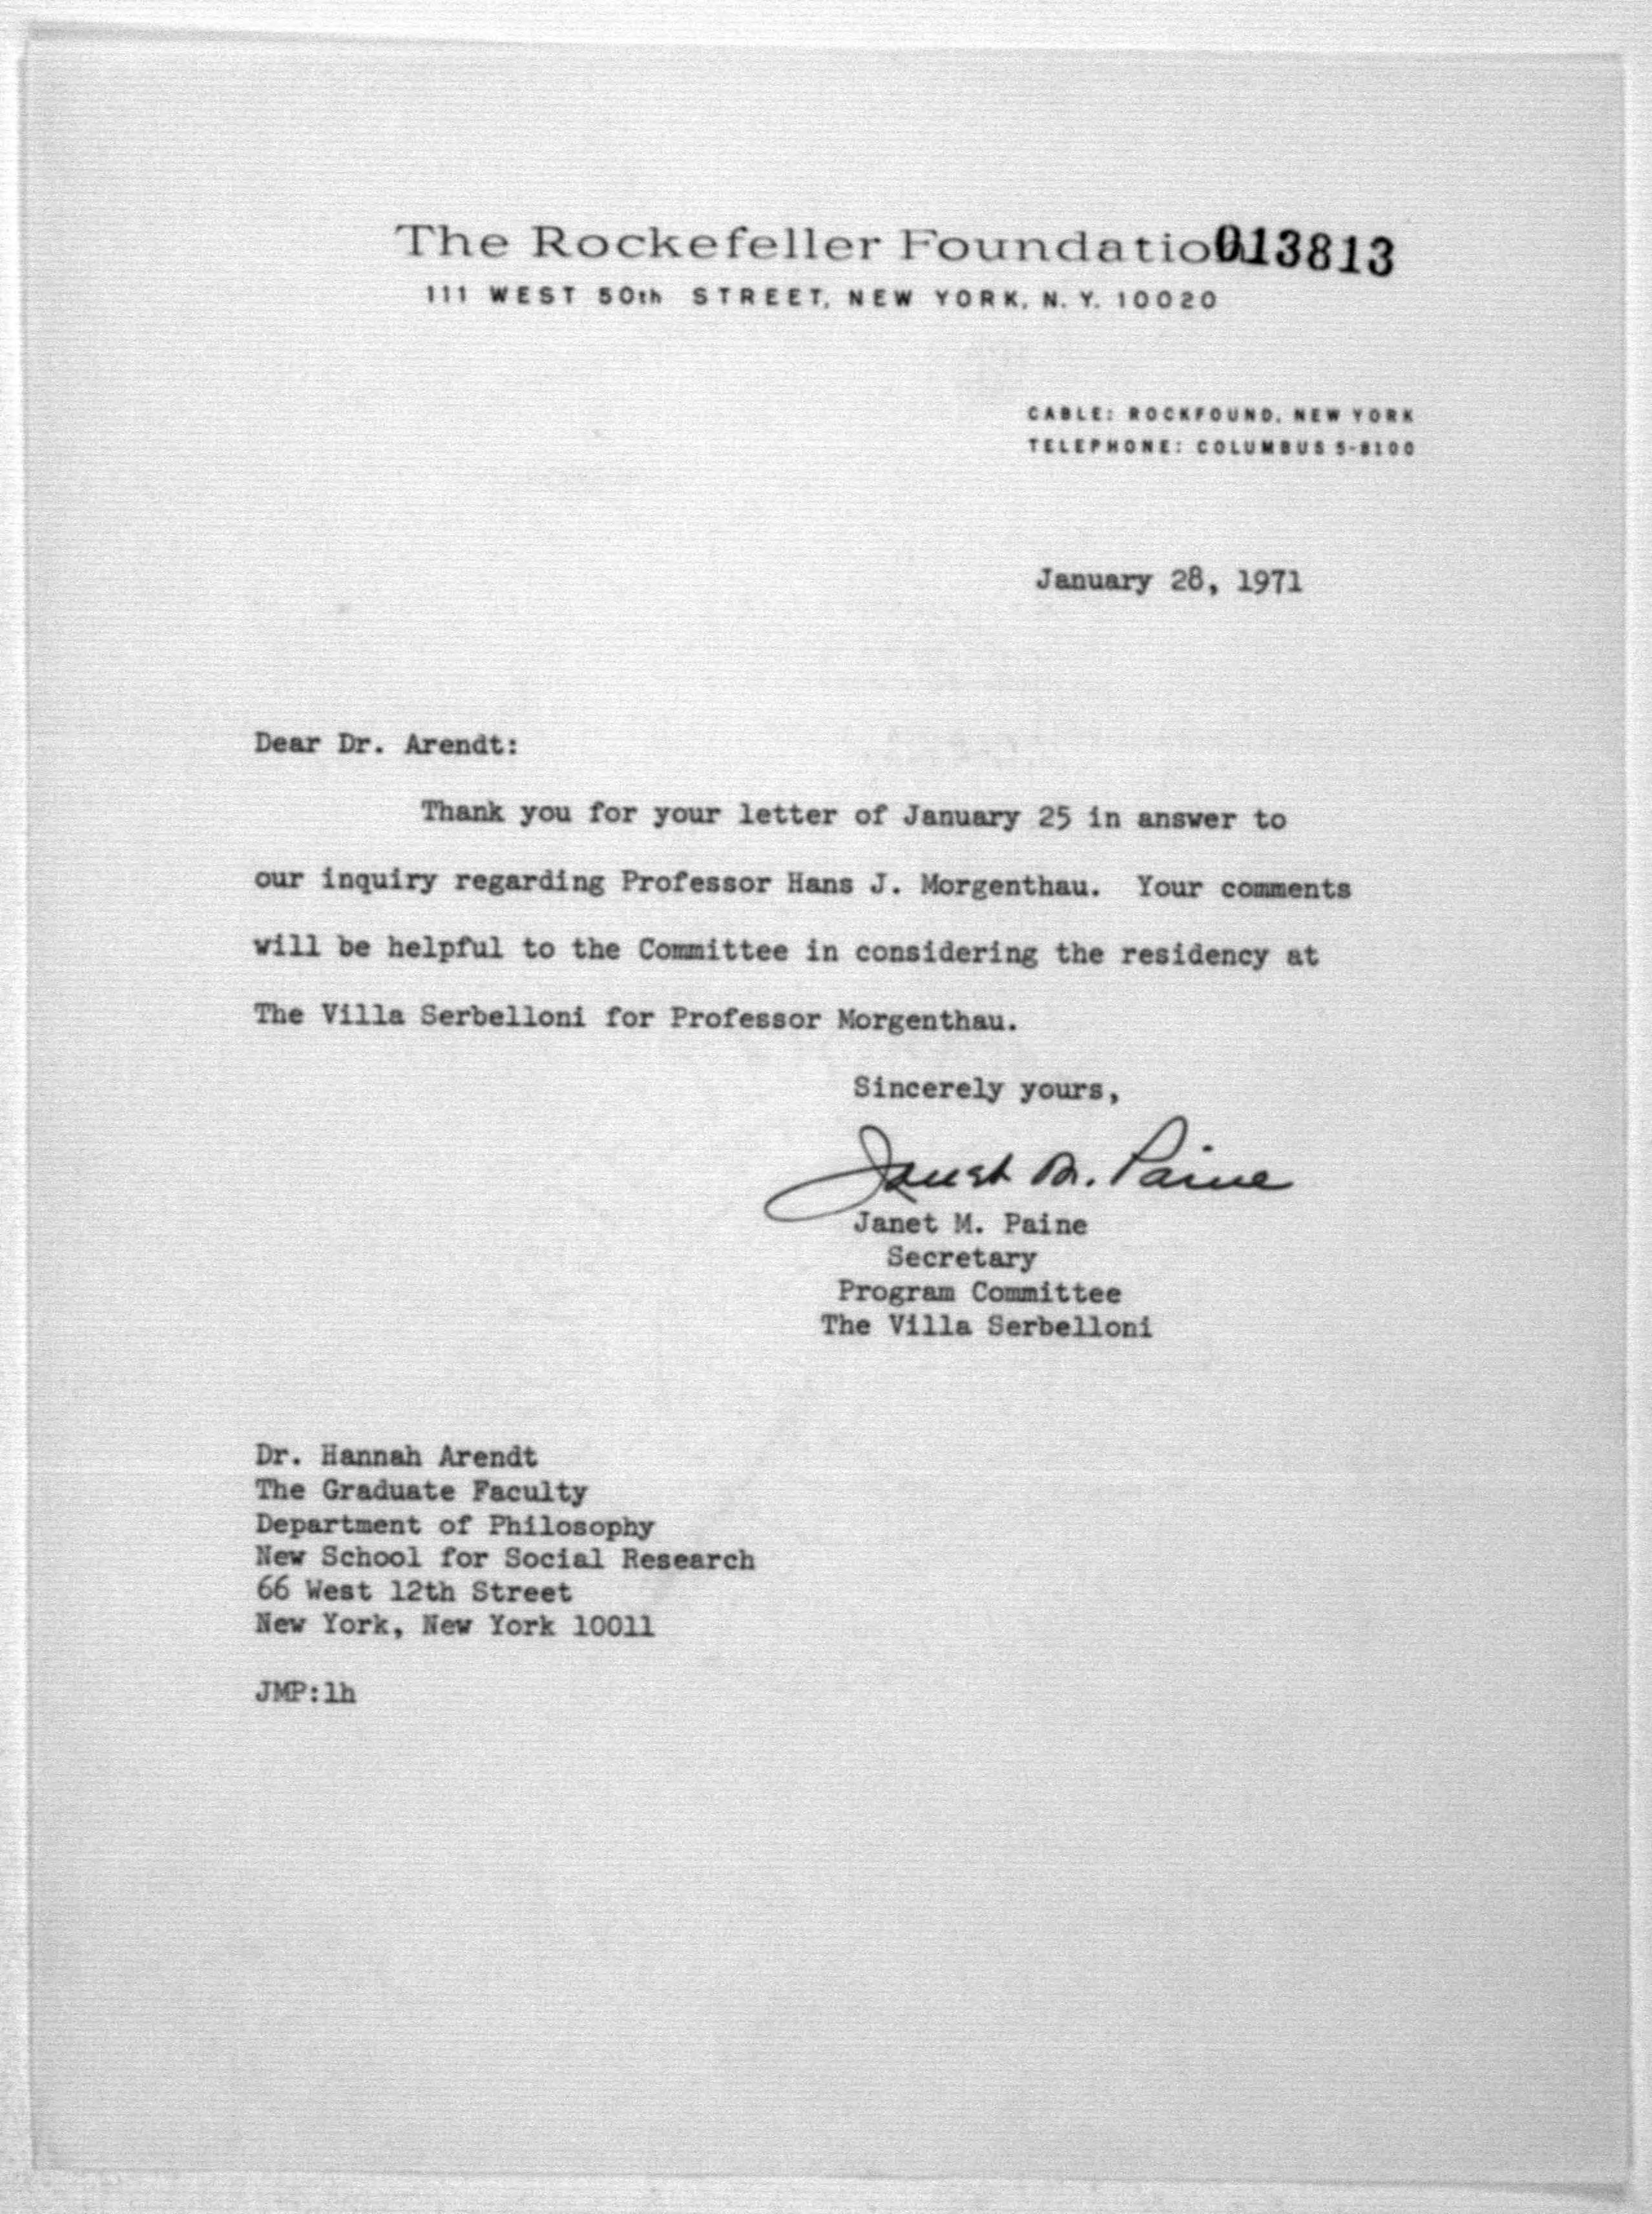 The Rockefeller Foundatio 013813
111 WEST 50th STREET, NEW YORK, N. Y. 10020
CABLE: ROCKFOUND, NEW YORK
TELEPHONE: COLUMBUS 5-8100
January 28, 1971
Dear Dr. Arendt:
Thank you for your letter of January 25 in answer to
our inquiry regarding Professor Hans J. Morgenthau. Your comments
will be helpful to the Committee in considering the residency at
The Villa Serbelloni for Professor Morgenthau.
Sincerely yours,
Janet M. Paine
Janet M. Paine
Secretary
Program Committee
The Villa Serbelloni
Dr. Hannah Arendt
The Graduate Faculty
Department of Philosophy
New School for Social Research
66 West 12th Street
New York, New York 10011
JMP:lh